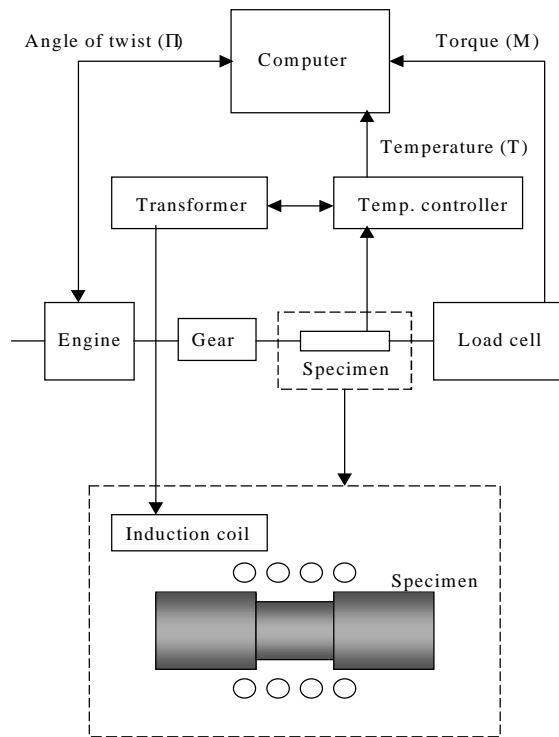 Angle of twist (Π)
Torque (M)
Computer
Temperature (T)
Transformer
Temp. controller
Engine
Gear
Specimen
Load cell
Induction coil
Specimen